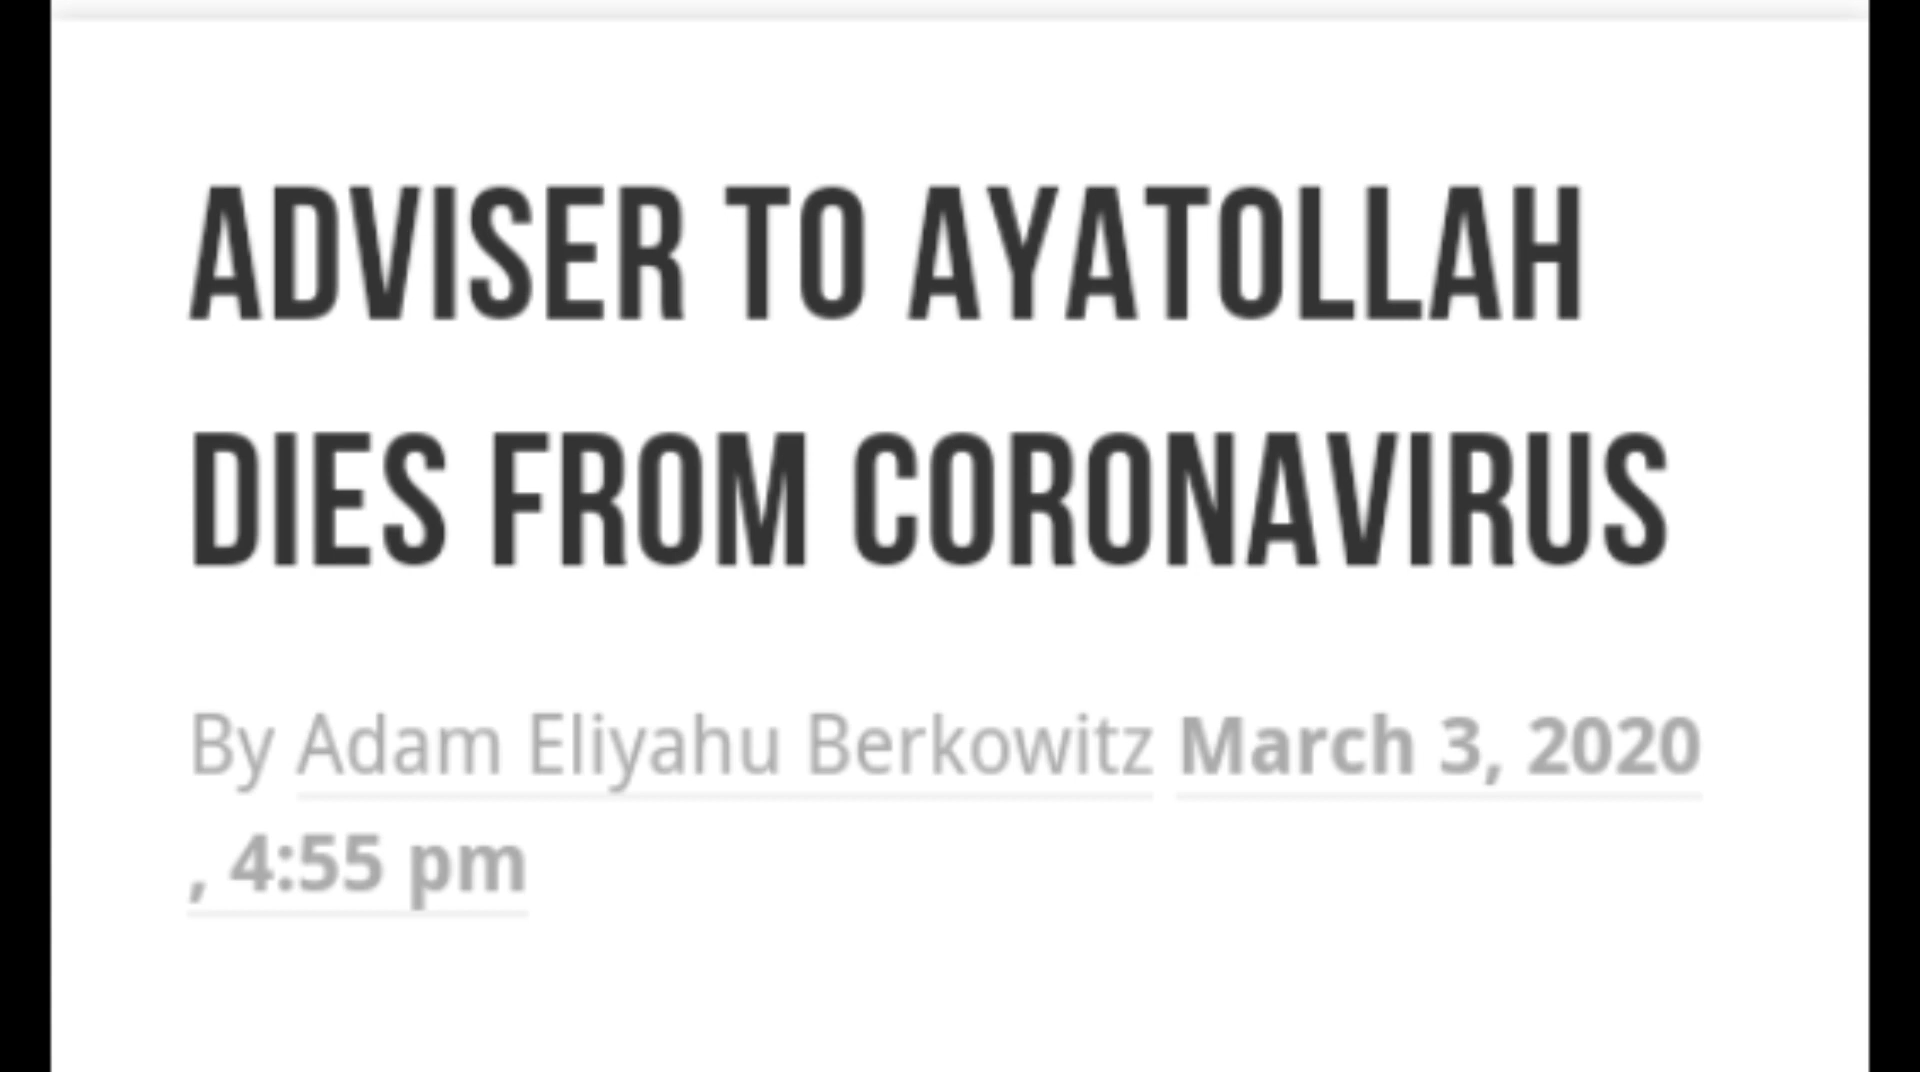 ADVISER TO AYATOLLAH
DIES FROM CORONAVIRUS
By Adam Eliyahu Berkowitz March 3, 2020
, 4:55 pm